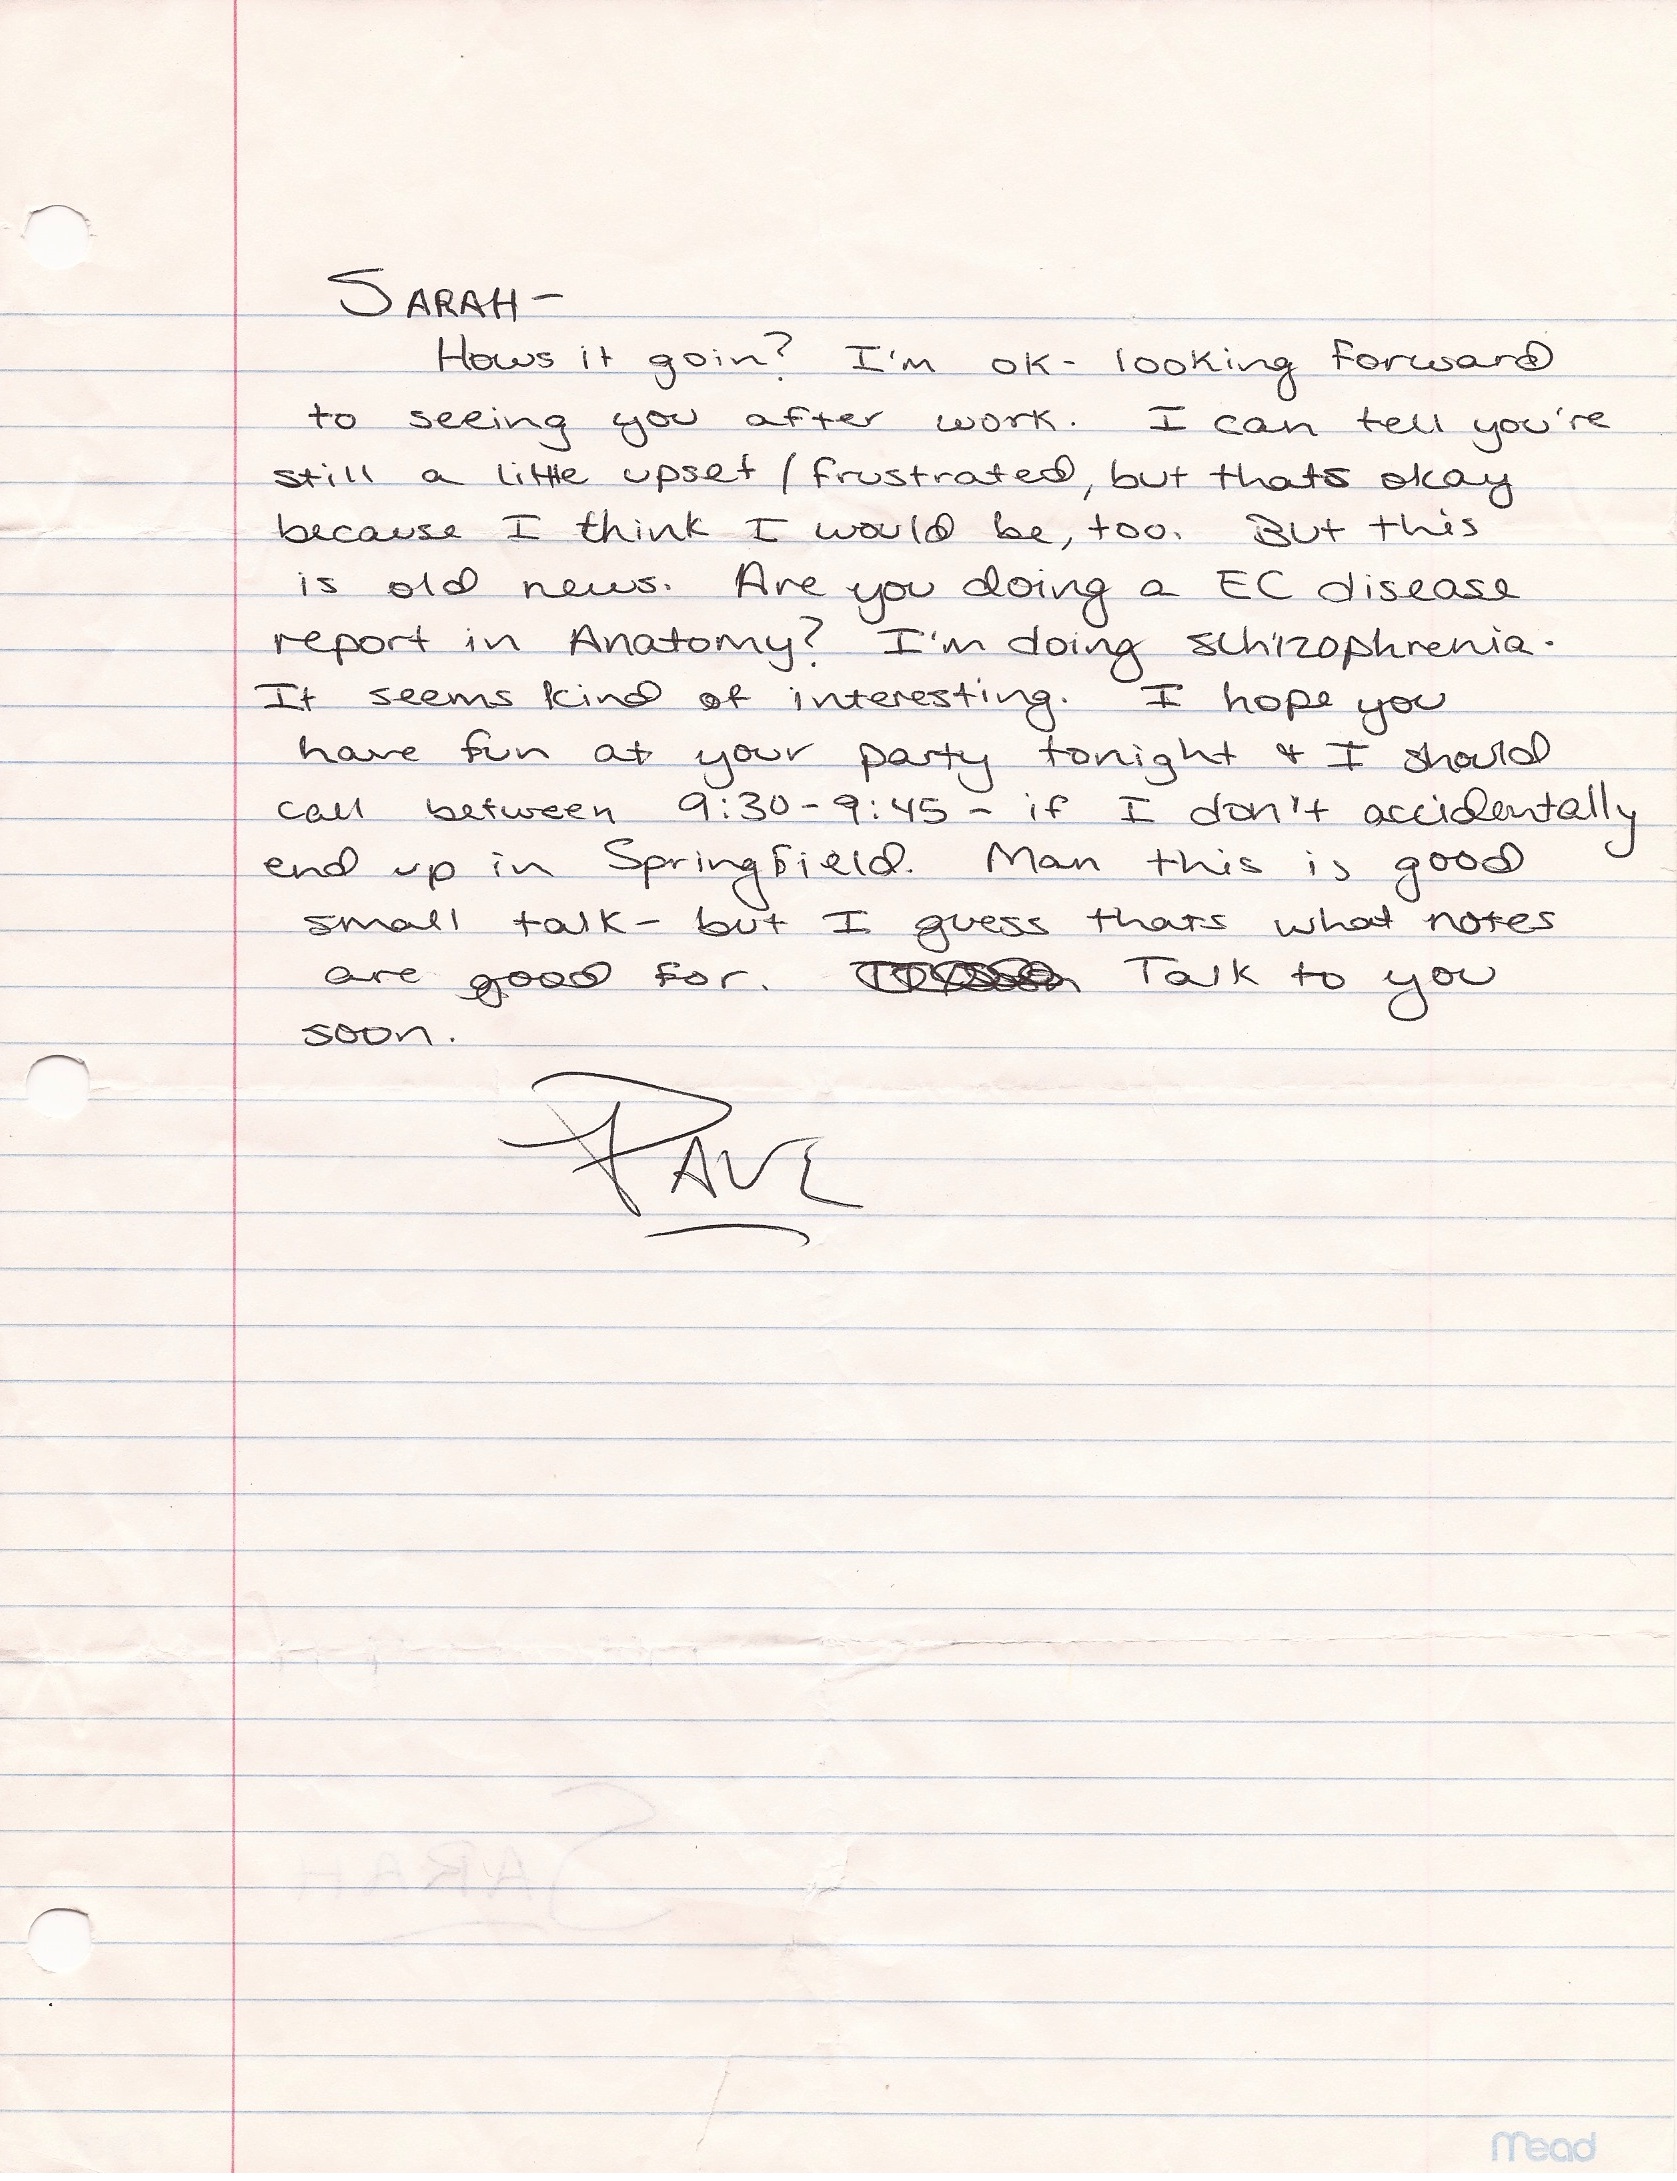 SARAH-
Hows it goin? I'm ok- looking forward
to seeing you after work. I can tell you're
still a little upset/frustrated, but thats okay
because I think I would be, too. But this
is old news. Are you doing a EC disease
report in Anatomy? I'm doing schizophrenia.
It seems kind of interesting. I hope you
have fun at your party tonight & I should
call between 9:30-9:45- if I don't accidentally
end up in Springfield. Man this is good
small talk- but I guess thats what notes
are good for. Talk to you
soon.
DAVE
SARAH
Mead